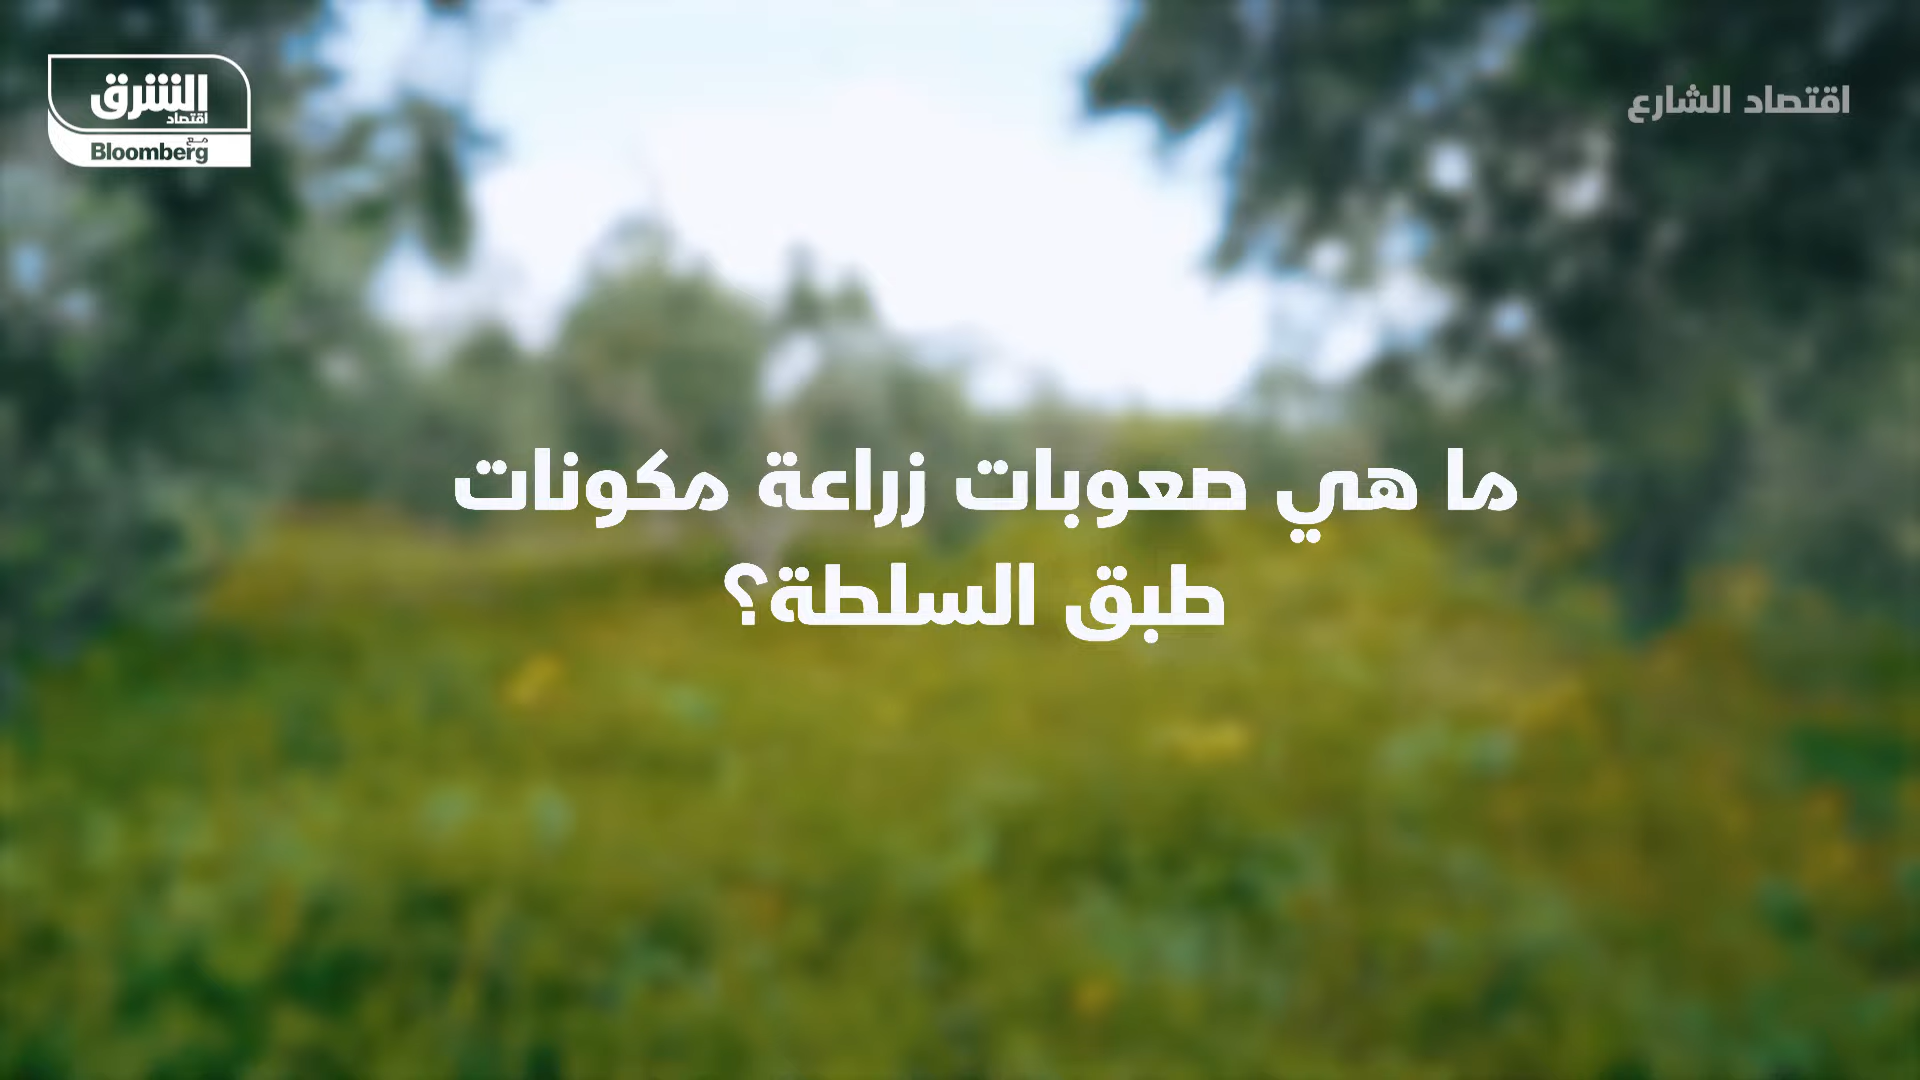 الشرق
اقتصاد
مع
Bloomberg
اقتصاد الشارع
ما هي صعوبات زراعة مكونات
طبق السلطة؟